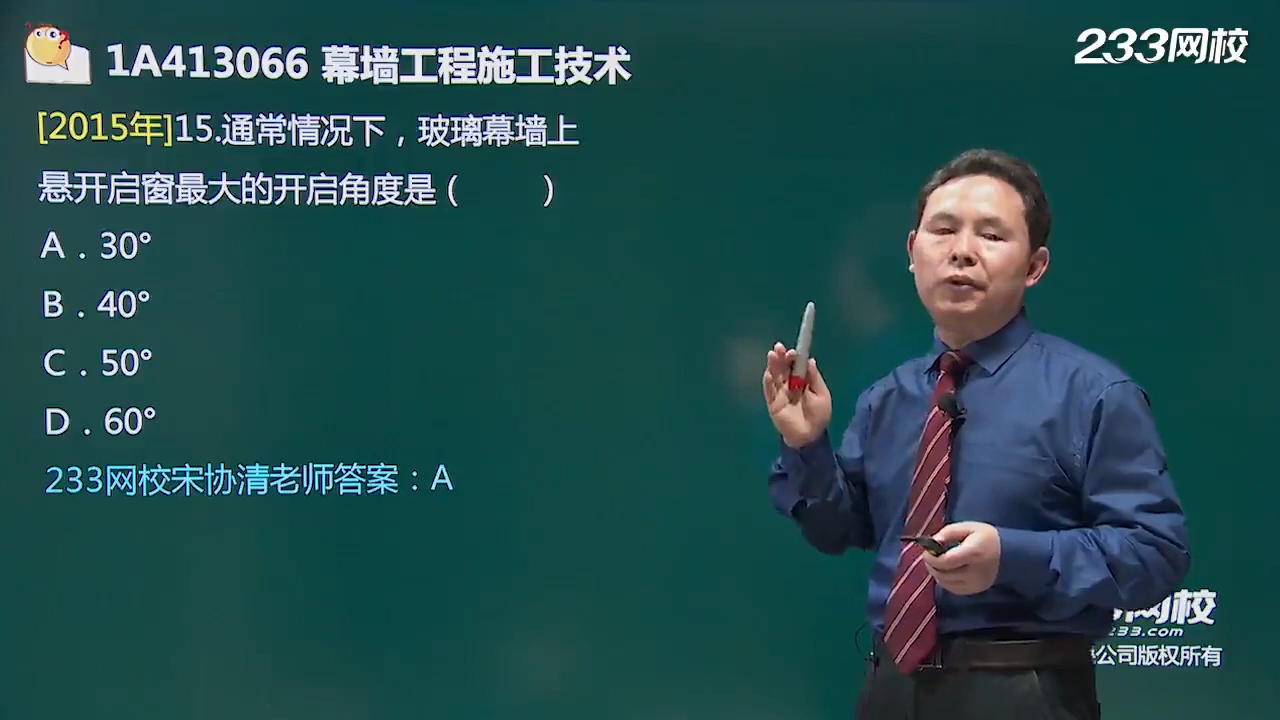 1A413066 幕墙工程施工技术
233网校
[2015年]15.通常情况下，玻璃幕墙上
悬开启窗最大的开启角度是（　　）
A．30°
B．40°
C．50°
D．60°
233网校宋协清老师答案：A
网校
233.com
公司版权所有